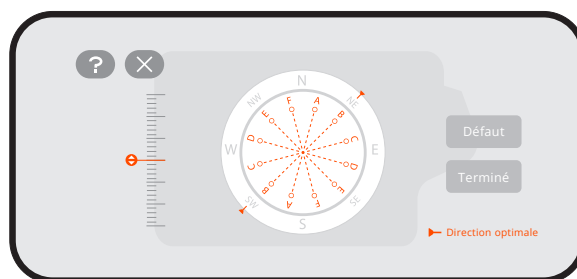 ?
N
NE
E
SE
S
SW
W
NW
A
B
C
D
E
F
A
B
C
D
E
F
Défaut
Terminé
Direction optimale